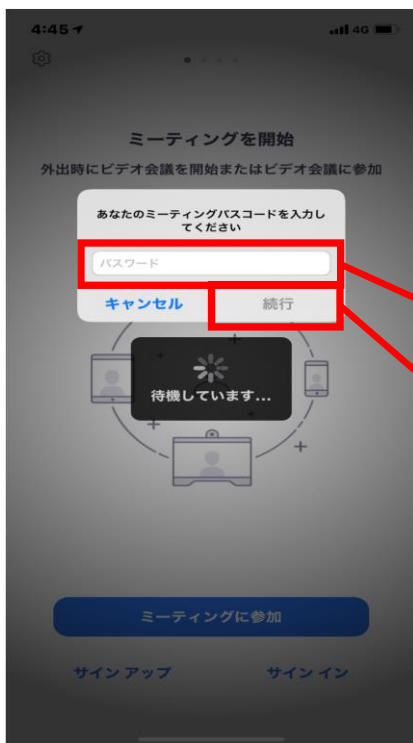 4:45
4G
ミーティングを開始
外出時にビデオ会議を開始またはビデオ会議に参加
あなたのミーティングパスコードを入力し
てください
パスワード
キャンセル 続行
待機しています...
ミーティングに参加
サイン アップ サイン イン